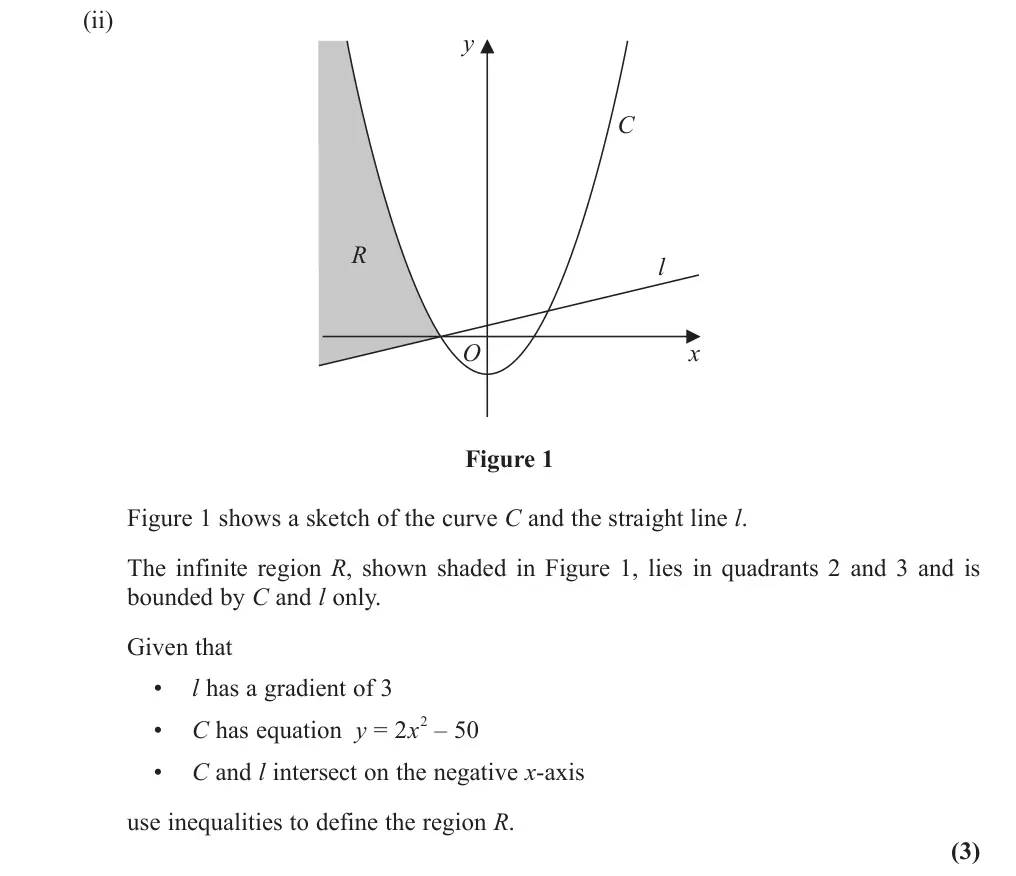 (ii)
y
C
R
l
O
x
Figure 1
Figure 1 shows a sketch of the curve C and the straight line l.
The infinite region R, shown shaded in Figure 1, lies in quadrants 2 and 3 and is
bounded by C and l only.
Given that
• l has a gradient of 3
• C has equation y = 2x² – 50
• C and l intersect on the negative x-axis
use inequalities to define the region R.
(3)